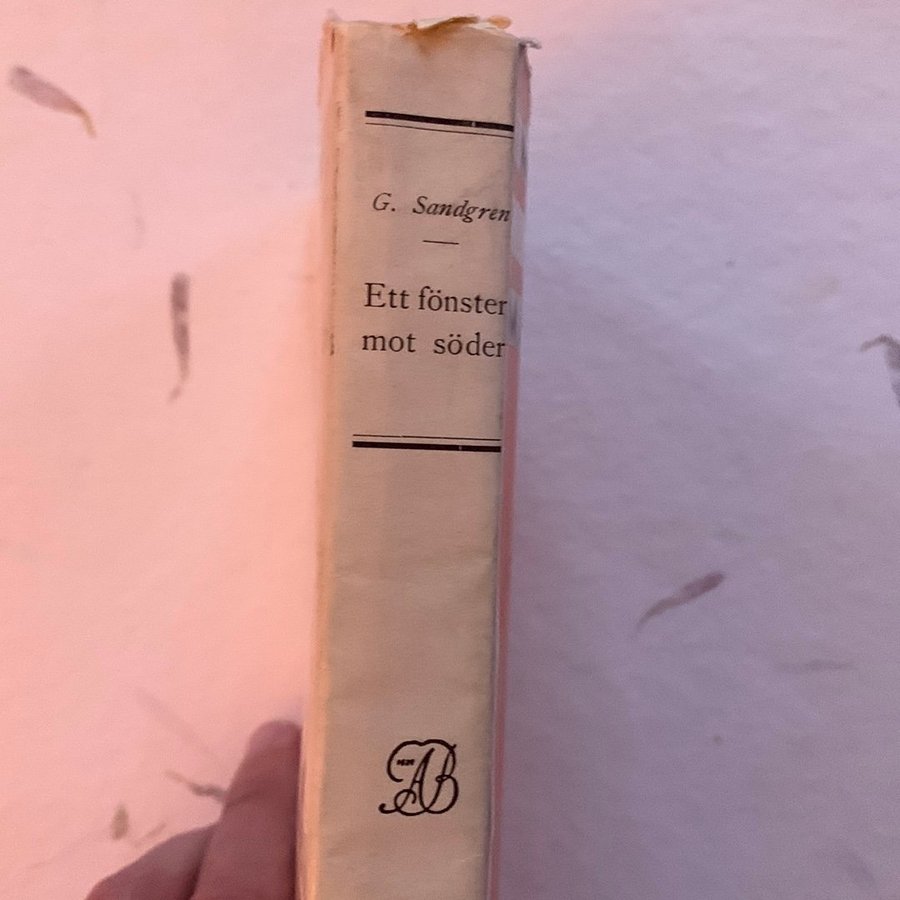 G. Sandgren
Ett fönster
mot söder
AB